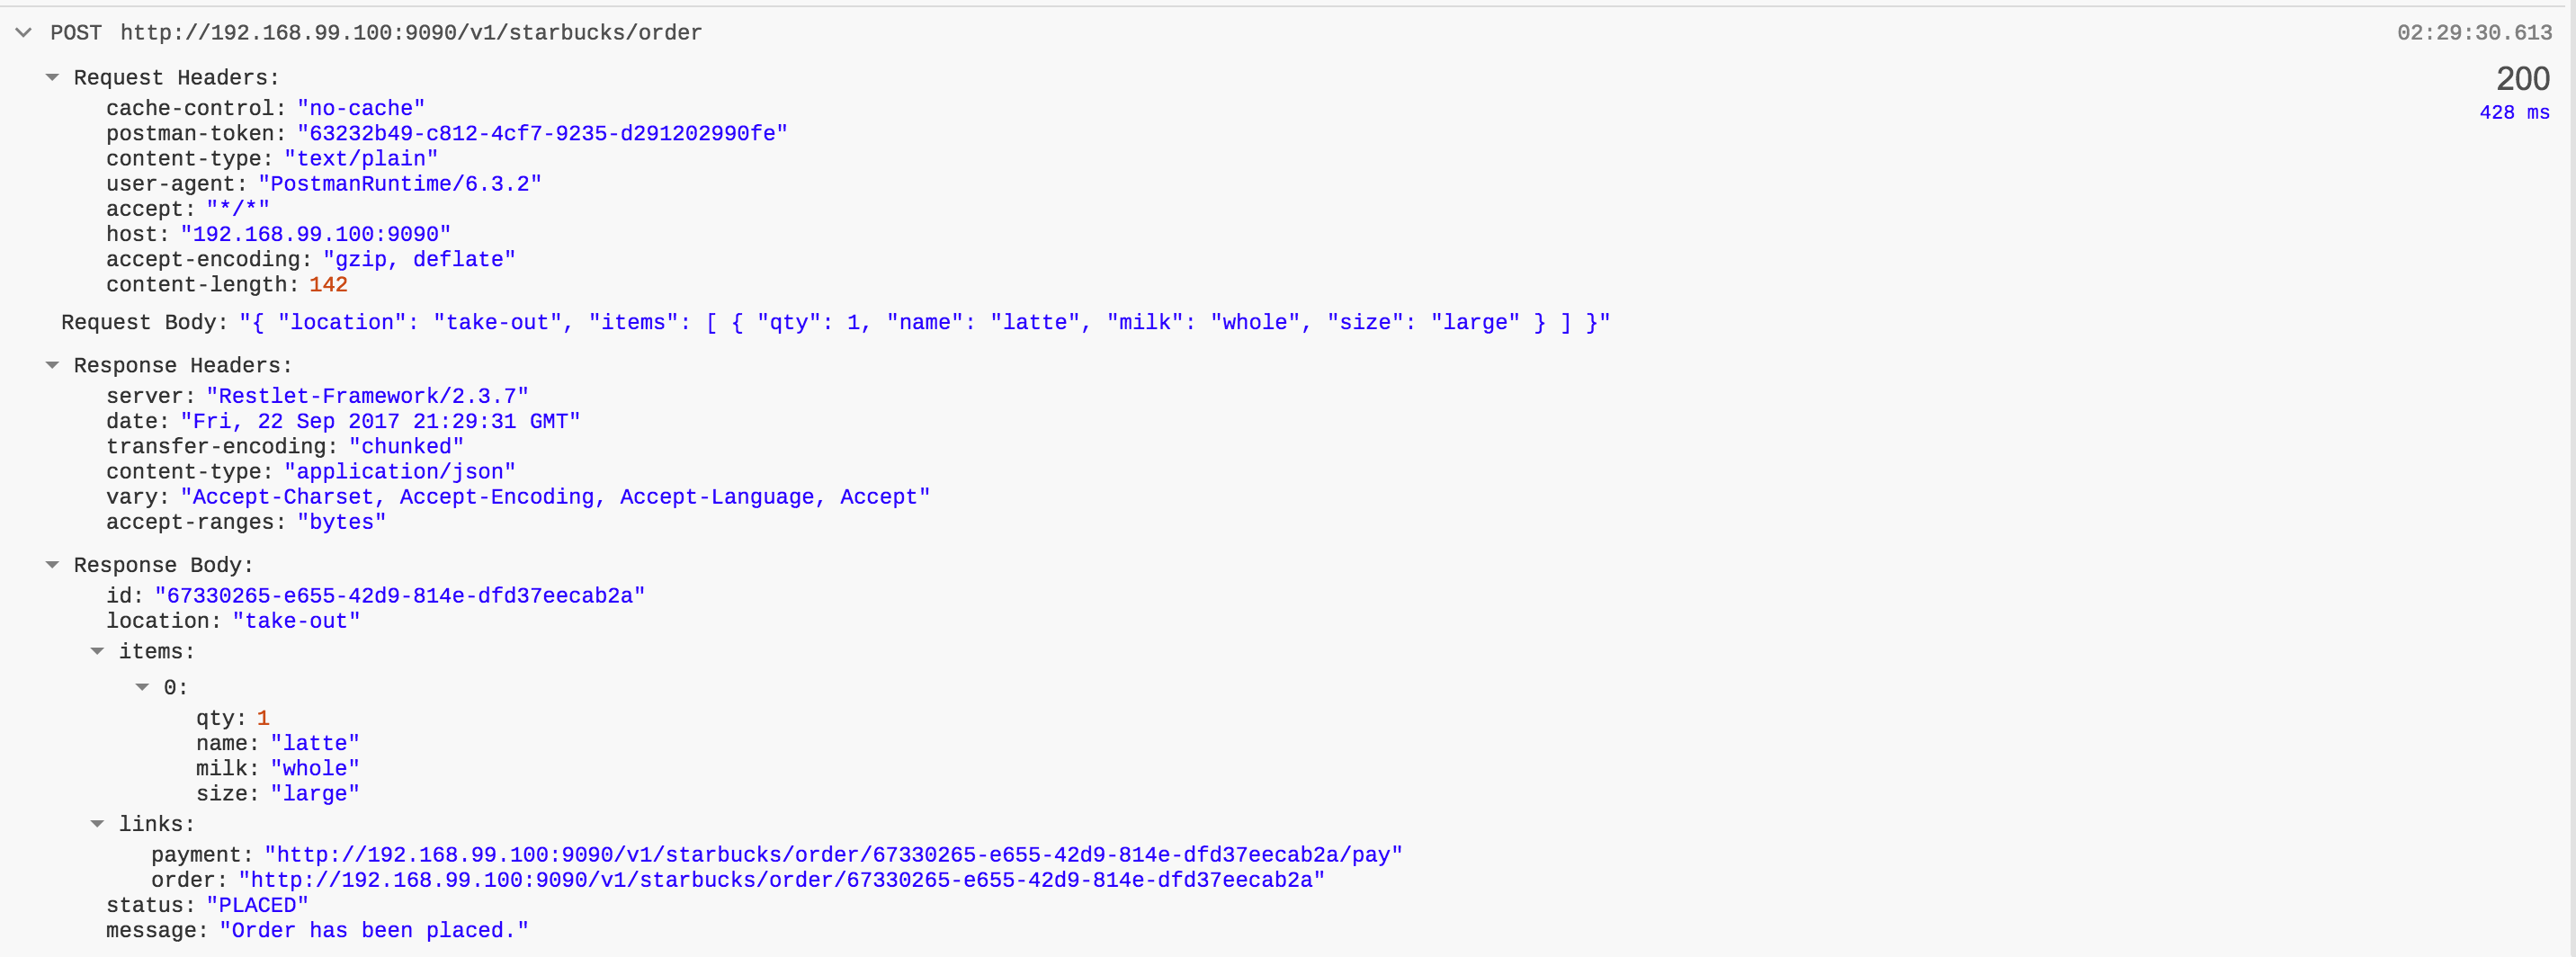 POST http://192.168.99.100:9090/v1/starbucks/order 02:29:30.613
Request Headers: 200
cache-control: "no-cache" 428 ms
postman-token: "63232b49-c812-4cf7-9235-d291202990fe"
content-type: "text/plain"
user-agent: "PostmanRuntime/6.3.2"
accept: "*/*"
host: "192.168.99.100:9090"
accept-encoding: "gzip, deflate"
content-length: 142
Request Body: "{ "location": "take-out", "items": [ { "qty": 1, "name": "latte", "milk": "whole", "size": "large" } ] }"
Response Headers:
server: "Restlet-Framework/2.3.7"
date: "Fri, 22 Sep 2017 21:29:31 GMT"
transfer-encoding: "chunked"
content-type: "application/json"
vary: "Accept-Charset, Accept-Encoding, Accept-Language, Accept"
accept-ranges: "bytes"
Response Body:
id: "67330265-e655-42d9-814e-dfd37eecab2a"
location: "take-out"
items:
0:
qty: 1
name: "latte"
milk: "whole"
size: "large"
links:
payment: "http://192.168.99.100:9090/v1/starbucks/order/67330265-e655-42d9-814e-dfd37eecab2a/pay"
order: "http://192.168.99.100:9090/v1/starbucks/order/67330265-e655-42d9-814e-dfd37eecab2a"
status: "PLACED"
message: "Order has been placed."